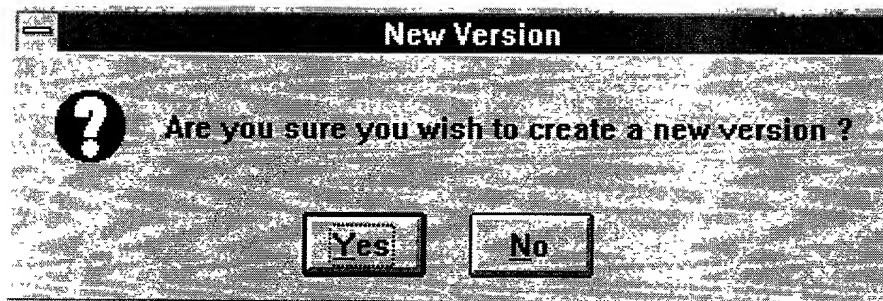 New Version
Are you sure you wish to create a new version ?
Yes
No